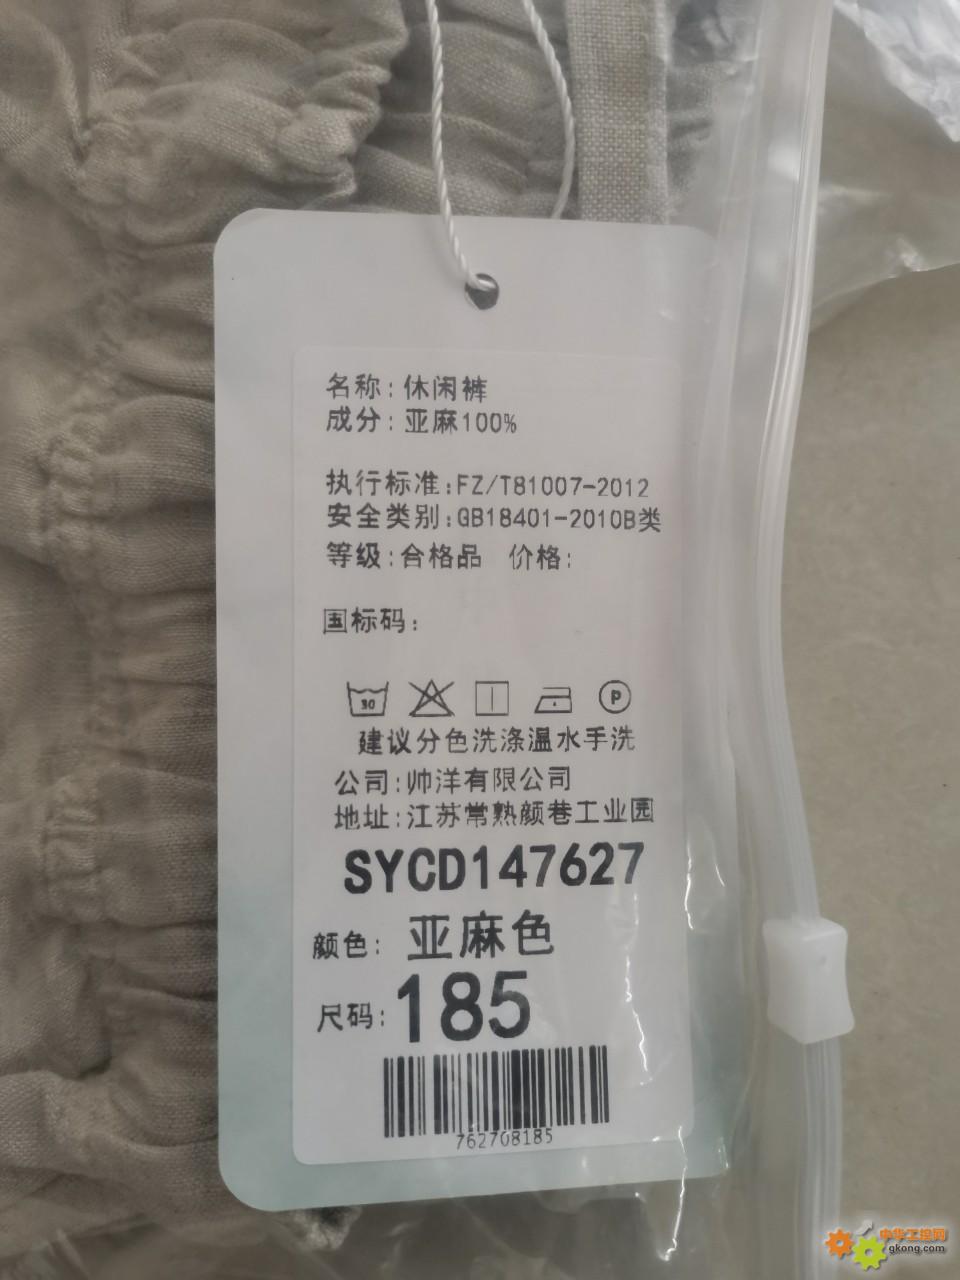 名称:休闲裤
成分:亚麻100%
执行标准:FZ/T81007-2012
安全类别:GB18401-2010B类
等级:合格品 价格:
国标码:
30
P
建议分色洗涤温水手洗
公司:帅洋有限公司
地址:江苏常熟颜巷工业园
SYCD147627
颜色: 亚麻色
尺码: 185
762708185
中华工控网
gkong.com